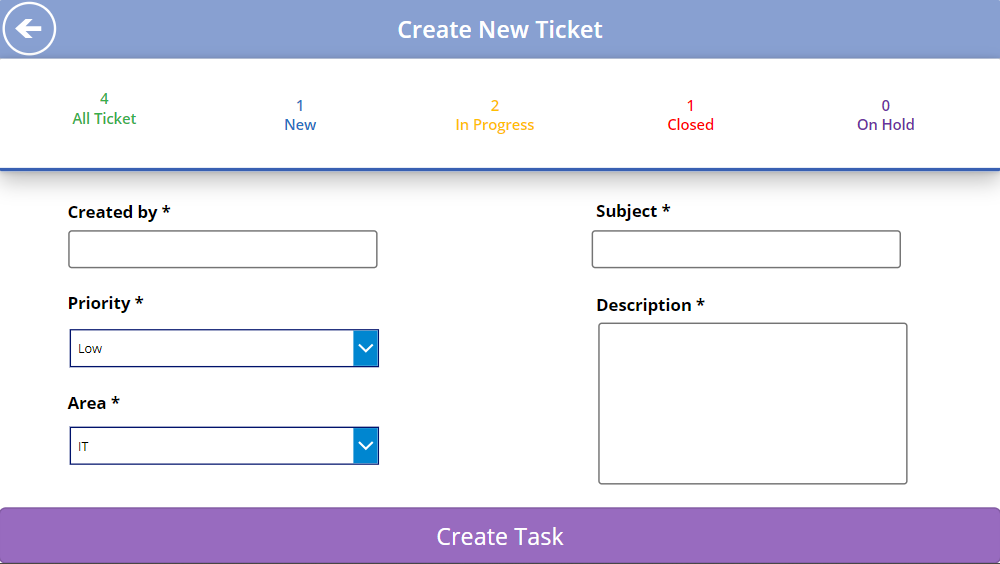 Create New Ticket
4
All Ticket
1
New
2
In Progress
1
Closed
0
On Hold
Created by *
Subject *
Priority *
Low
Description *
Area *
IT
Create Task